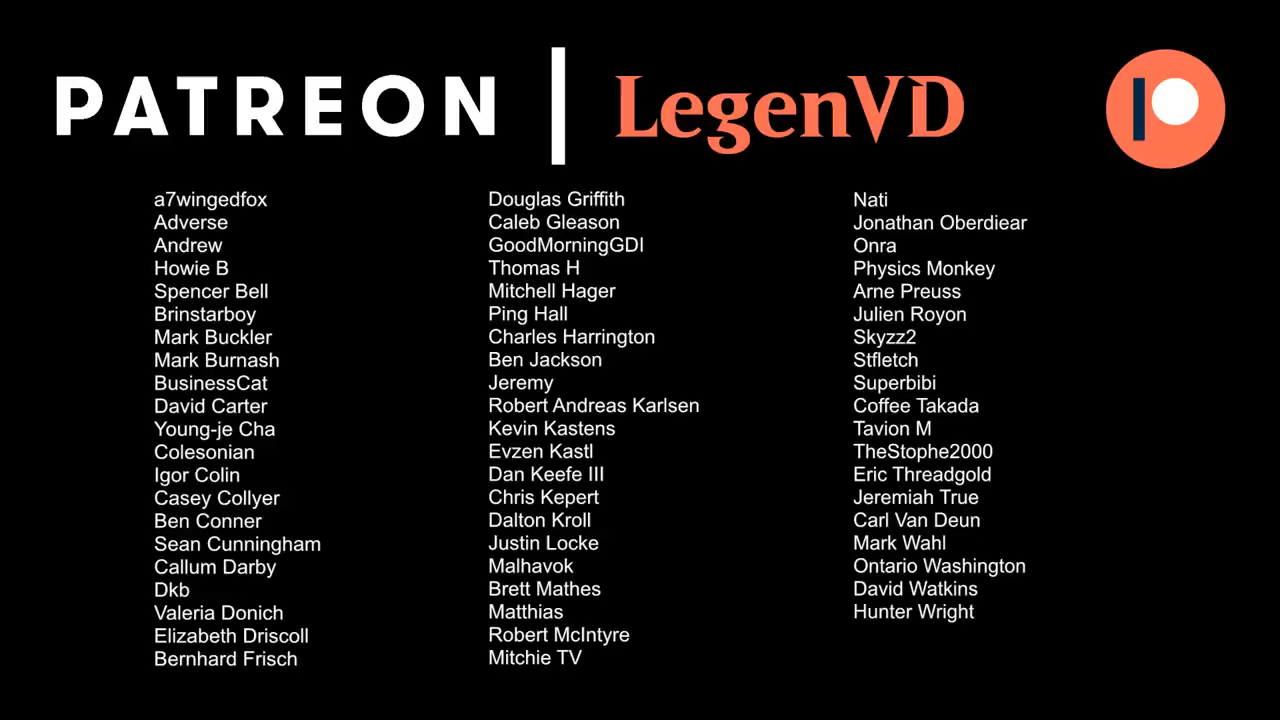 PATREON | LegenVD
a7wingedfox
Adverse
Andrew
Howie B
Spencer Bell
Brinstarboy
Mark Buckler
Mark Burnash
BusinessCat
David Carter
Young-je Cha
Colesonian
Igor Colin
Casey Collyer
Ben Conner
Sean Cunningham
Callum Darby
Dkb
Valeria Donich
Elizabeth Driscoll
Bernhard Frisch
Douglas Griffith
Caleb Gleason
GoodMorningGDI
Thomas H
Mitchell Hager
Ping Hall
Charles Harrington
Ben Jackson
Jeremy
Robert Andreas Karlsen
Kevin Kastens
Evzen Kastl
Dan Keefe III
Chris Kepert
Dalton Kroll
Justin Locke
Malhavok
Brett Mathes
Matthias
Robert McIntyre
Mitchie TV
Nati
Jonathan Oberdiear
Onra
Physics Monkey
Arne Preuss
Julien Royon
Skyzz2
Stfletch
Superbibi
Coffee Takada
Tavion M
TheStophe2000
Eric Threadgold
Jeremiah True
Carl Van Deun
Mark Wahl
Ontario Washington
David Watkins
Hunter Wright